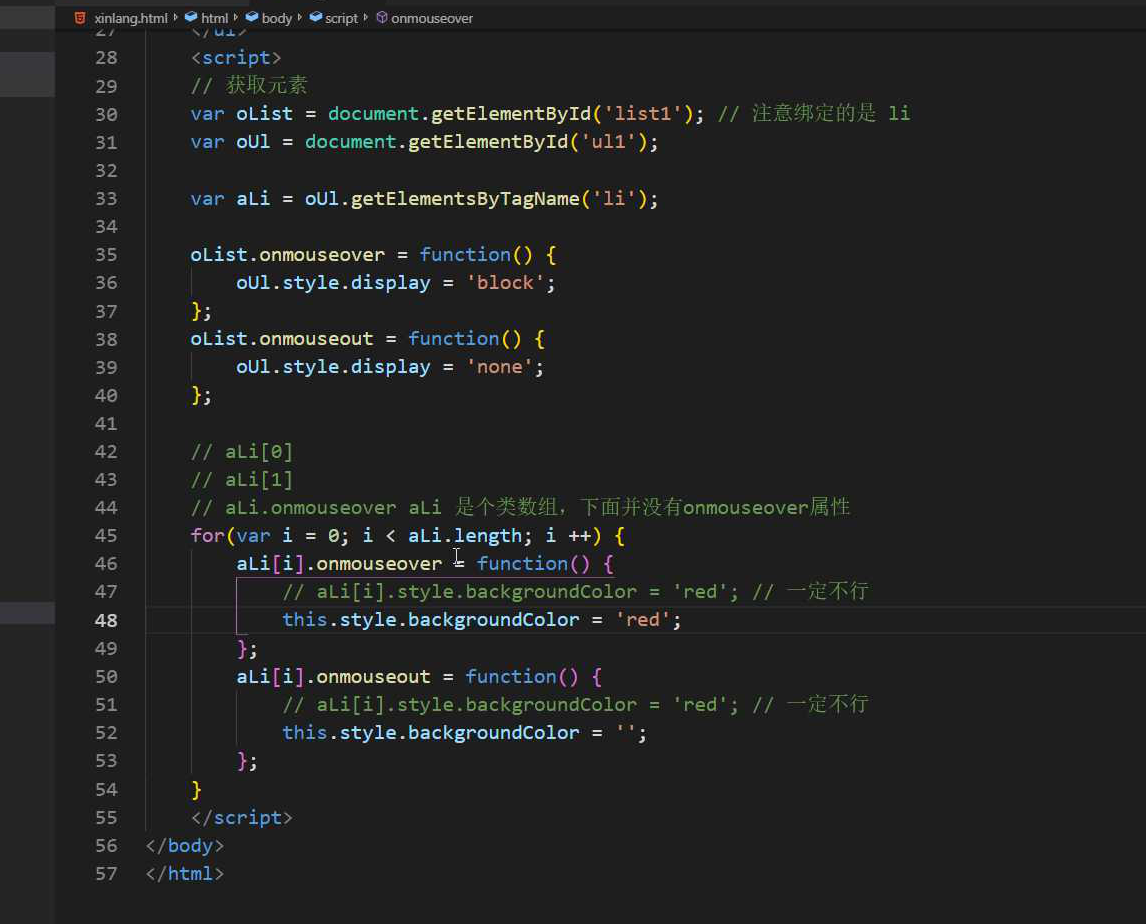 xinlang.html html body script onmouseover
27 </ul>
28 <script>
29 // 获取元素
30 var oList = document.getElementById('list1'); // 注意绑定的是 li
31 var oUl = document.getElementById('ul1');
32
33 var aLi = oUl.getElementsByTagName('li');
34
35 oList.onmouseover = function() {
36 oUl.style.display = 'block';
37 };
38 oList.onmouseout = function() {
39 oUl.style.display = 'none';
40 };
41
42 // aLi[0]
43 // aLi[1]
44 // aLi.onmouseover aLi 是个类数组，下面并没有onmouseover属性
45 for(var i = 0; i < aLi.length; i ++) {
46 aLi[i].onmouseover = function() {
47 // aLi[i].style.backgroundColor = 'red'; // 一定不行
48 this.style.backgroundColor = 'red';
49 };
50 aLi[i].onmouseout = function() {
51 // aLi[i].style.backgroundColor = 'red'; // 一定不行
52 this.style.backgroundColor = '';
53 };
54 }
55 </script>
56 </body>
57 </html>